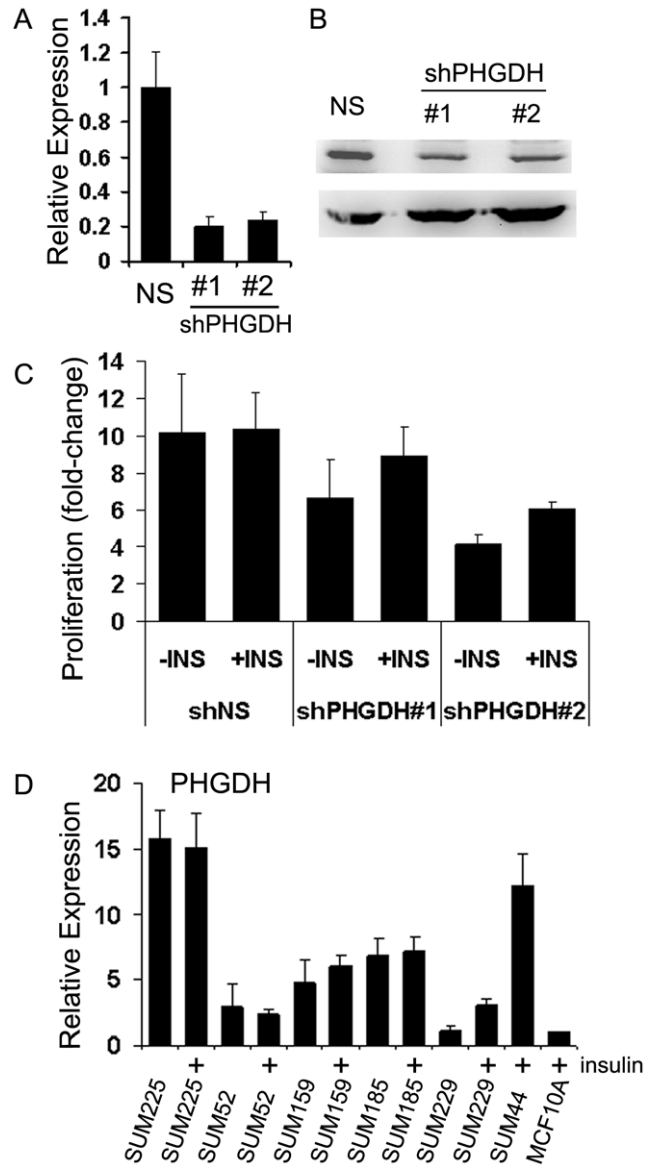 A
Relative Expression
1.4
1.2
1
0.8
0.6
0.4
0.2
0
NS
#1
#2
shPHGDH
B
NS
shPHGDH
#1
#2
C
Proliferation (fold-change)
14
12
10
8
6
4
2
0
-INS +INS -INS +INS -INS +INS
shNS shPHGDH#1 shPHGDH#2
D
PHGDH
Relative Expression
20
15
10
5
0
+ + + + + + + insulin
SUM225
SUM225
SUM52
SUM52
SUM159
SUM159
SUM185
SUM185
SUM229
SUM229
SUM44
MCF10A